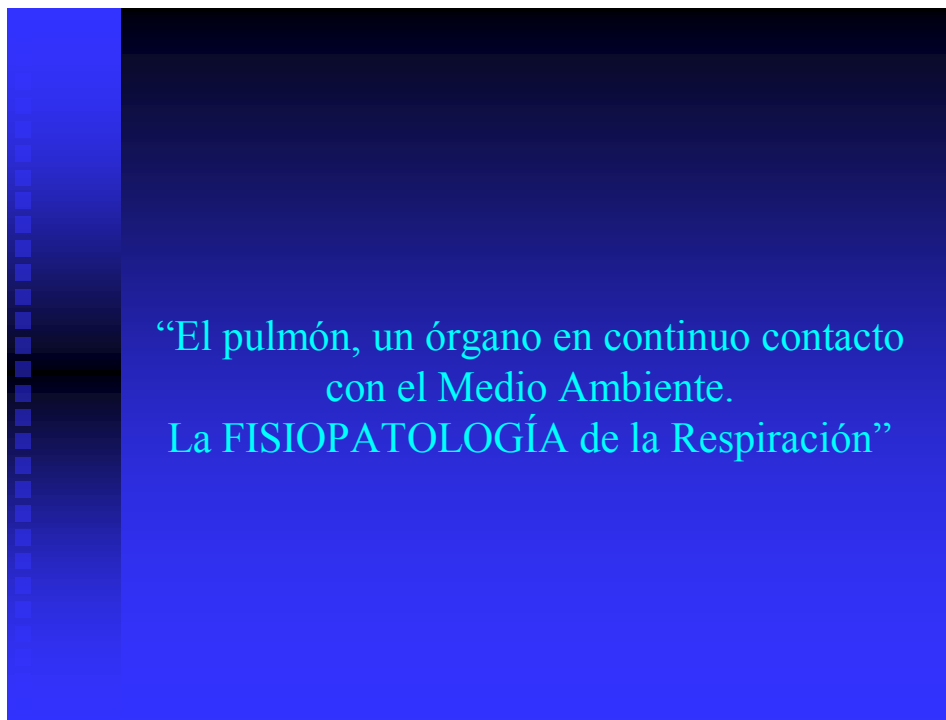 “El pulmón, un órgano en continuo contacto
con el Medio Ambiente.
La FISIOPATOLOGÍA de la Respiración”